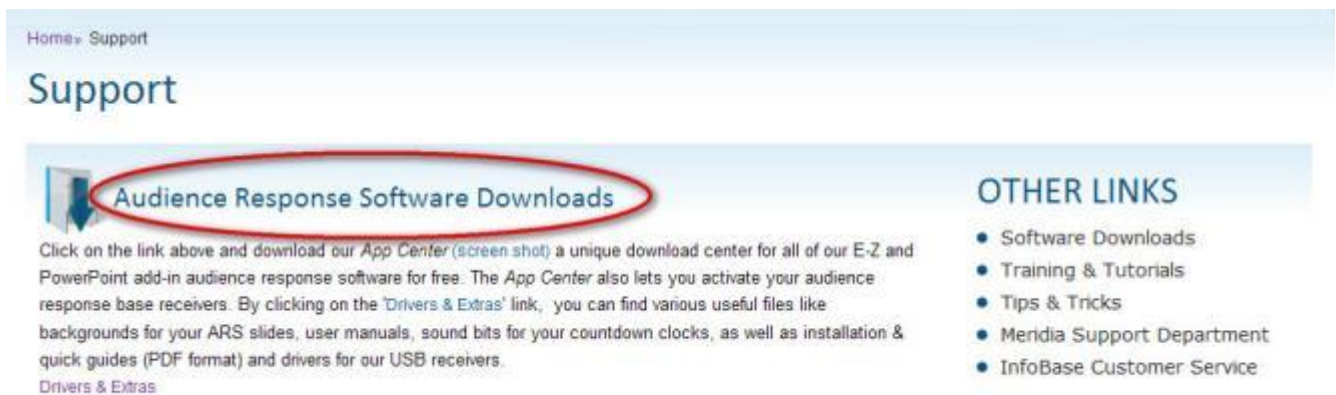 Home» Support
Support
Audience Response Software Downloads
Click on the link above and download our App Center (screen shot) a unique download center for all of our E-Z and
PowerPoint add-in audience response software for free. The App Center also lets you activate your audience
response base receivers. By clicking on the 'Drivers & Extras' link, you can find various useful files like
backgrounds for your ARS slides, user manuals, sound bits for your countdown clocks, as well as installation &
quick guides (PDF format) and drivers for our USB receivers.
Drivers & Extras
OTHER LINKS
• Software Downloads
• Training & Tutorials
• Tips & Tricks
• Meridia Support Department
• InfoBase Customer Service